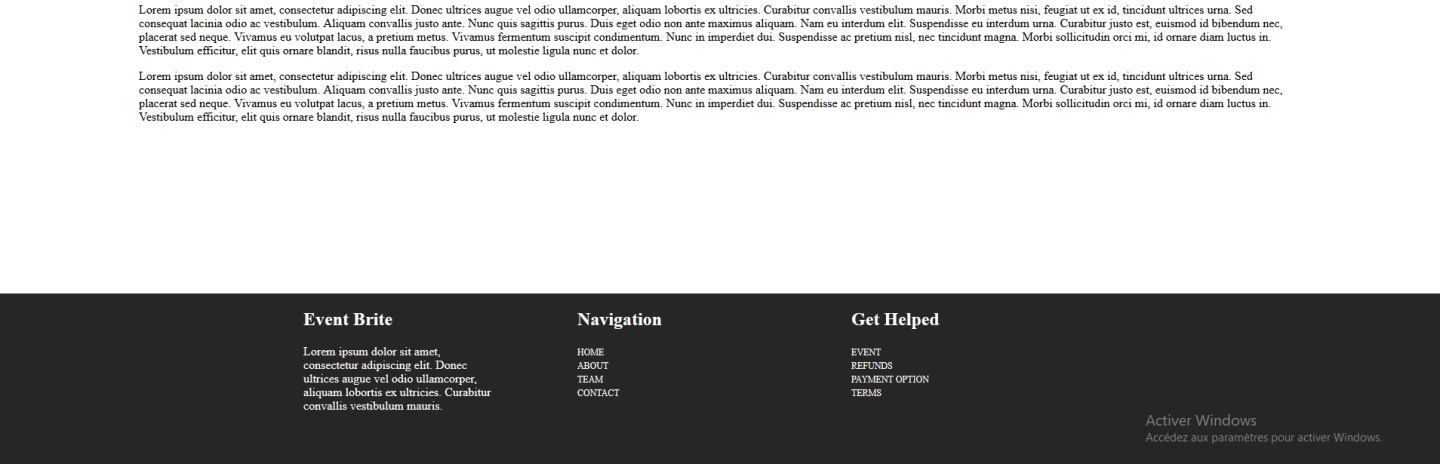 Lorem ipsum dolor sit amet, consectetur adipiscing elit. Donec ultrices augue vel odio ullamcorper, aliquam lobortis ex ultricies. Curabitur convallis vestibulum mauris. Morbi metus nisi, feugiat ut ex id, tincidunt ultrices urna. Sed
consequat lacinia odio ac vestibulum. Aliquam convallis justo ante. Nunc quis sagittis purus. Duis eget odio non ante maximus aliquam. Nam eu interdum elit. Suspendisse eu interdum urna. Curabitur justo est, euismod id bibendum nec,
placerat sed neque. Vivamus eu volutpat lacus, a pretium metus. Vivamus fermentum suscipit condimentum. Nunc in imperdiet dui. Suspendisse ac pretium nisl, nec tincidunt magna. Morbi sollicitudin orci mi, id ornare diam luctus in.
Vestibulum efficitur, elit quis ornare blandit, risus nulla faucibus purus, ut molestie ligula nunc et dolor.
Lorem ipsum dolor sit amet, consectetur adipiscing elit. Donec ultrices augue vel odio ullamcorper, aliquam lobortis ex ultricies. Curabitur convallis vestibulum mauris. Morbi metus nisi, feugiat ut ex id, tincidunt ultrices urna. Sed
consequat lacinia odio ac vestibulum. Aliquam convallis justo ante. Nunc quis sagittis purus. Duis eget odio non ante maximus aliquam. Nam eu interdum elit. Suspendisse eu interdum urna. Curabitur justo est, euismod id bibendum nec,
placerat sed neque. Vivamus eu volutpat lacus, a pretium metus. Vivamus fermentum suscipit condimentum. Nunc in imperdiet dui. Suspendisse ac pretium nisl, nec tincidunt magna. Morbi sollicitudin orci mi, id ornare diam luctus in.
Vestibulum efficitur, elit quis ornare blandit, risus nulla faucibus purus, ut molestie ligula nunc et dolor.
Event Brite
Lorem ipsum dolor sit amet,
consectetur adipiscing elit. Donec
ultrices augue vel odio ullamcorper,
aliquam lobortis ex ultricies. Curabitur
convallis vestibulum mauris.
Navigation
HOME
ABOUT
TEAM
CONTACT
Get Helped
EVENT
REFUNDS
PAYMENT OPTION
TERMS
Activer Windows
Accédez aux paramètres pour activer Windows.